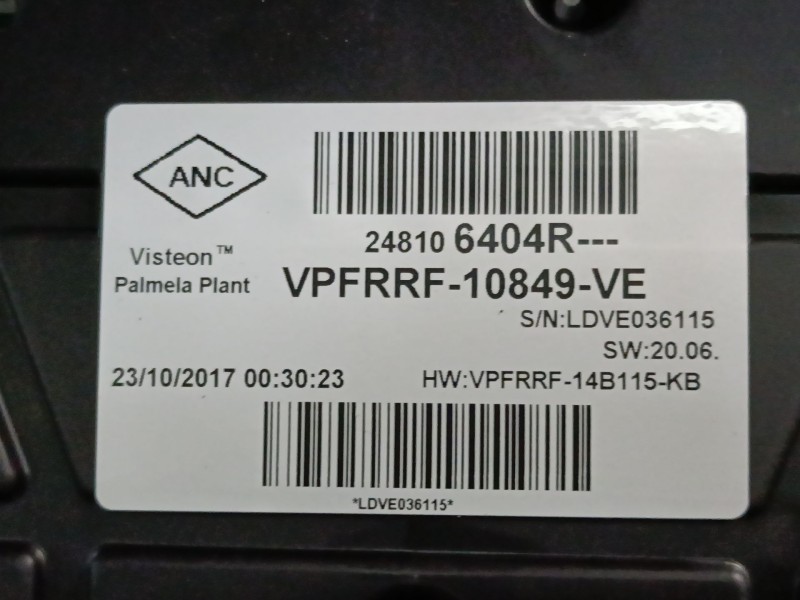 ANC
24810 6404R---
Visteon™
Palmela Plant
VPFRRF-10849-VE
S/N:LDVE036115
SW:20.06.
23/10/2017 00:30:23
HW:VPFRRF-14B115-KB
*LDVE036115*